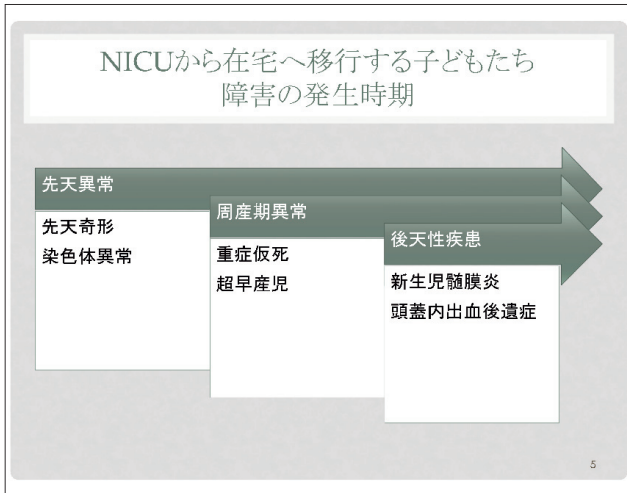 NICUから在宅へ移行する子どもたち
障害の発生時期
先天異常
先天奇形
染色体異常
周産期異常
重症仮死
超早産児
後天性疾患
新生児髄膜炎
頭蓋内出血後遺症
5